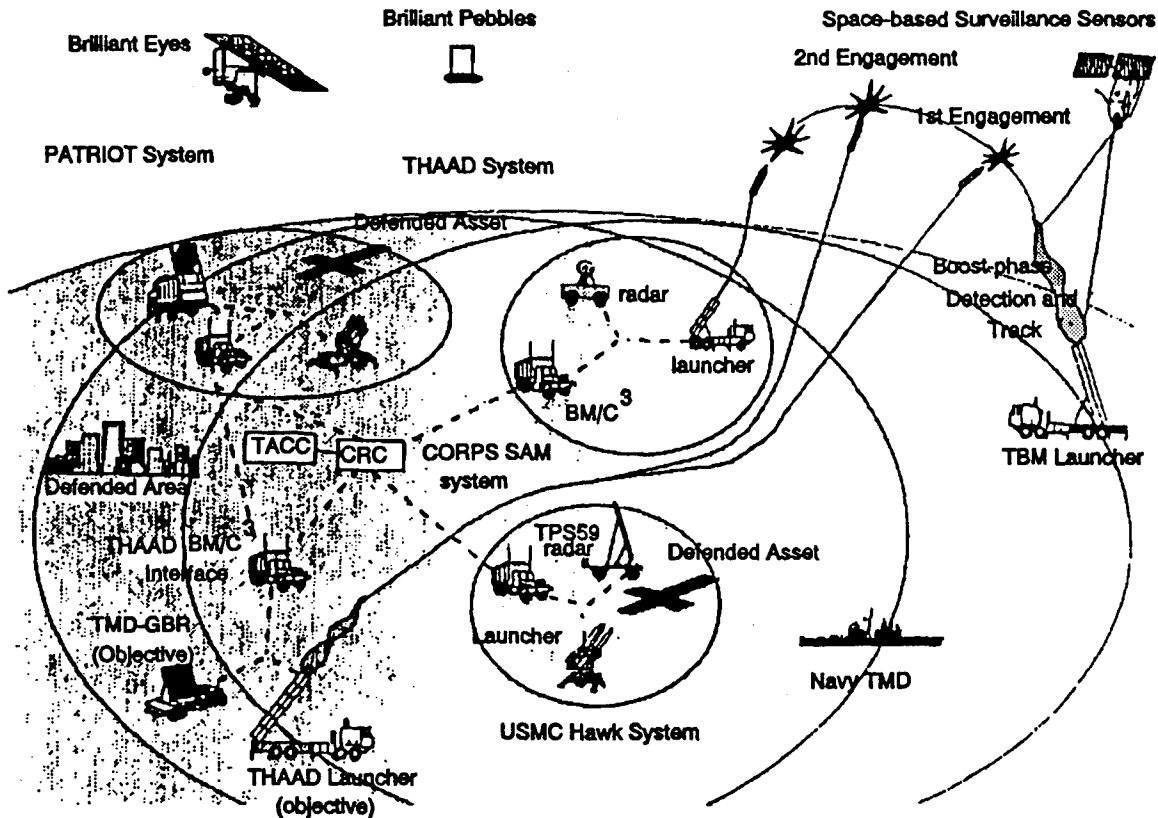 Brilliant Eyes
Brilliant Pebbles
Space-based Surveillance Sensors
2nd Engagement
1st Engagement
PATRIOT System
THAAD System
Defended Asset
radar
launcher
BM/C3
Boost-phase
Detection and
Track
TBM Launcher
TACC
CRC
CORPS SAM
system
Defended Area
THAAD BM/C
Interface
TPS59
radar
Defended Asset
Launcher
TMD-GBR
(Objective)
Navy TMD
USMC Hawk System
THAAD Launcher
(objective)